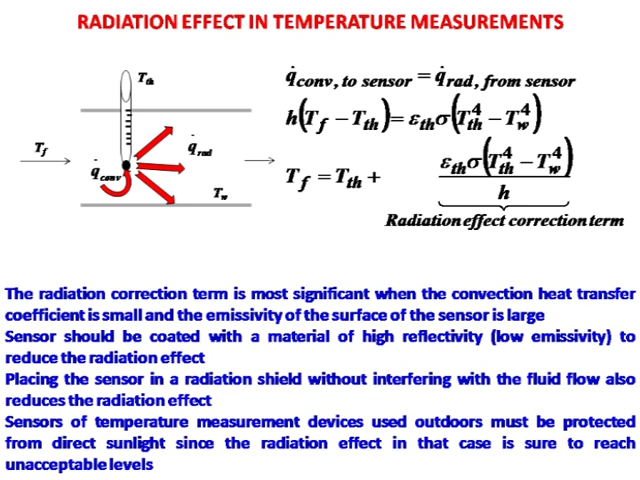 RADIATION EFFECT IN TEMPERATURE MEASUREMENTS
T_th
q̇_conv, to sensor = q̇_rad, from sensor
h(T_f − T_th) = ε_th σ(T_th^4 − T_w^4)
T_f
q̇_rad
q̇_conv
T_w
T_f = T_th + ε_th σ(T_th^4 − T_w^4) / h
Radiation effect correction term
The radiation correction term is most significant when the convection heat transfer
coefficient is small and the emissivity of the surface of the sensor is large
Sensor should be coated with a material of high reflectivity (low emissivity) to
reduce the radiation effect
Placing the sensor in a radiation shield without interfering with the fluid flow also
reduces the radiation effect
Sensors of temperature measurement devices used outdoors must be protected
from direct sunlight since the radiation effect in that case is sure to reach
unacceptable levels